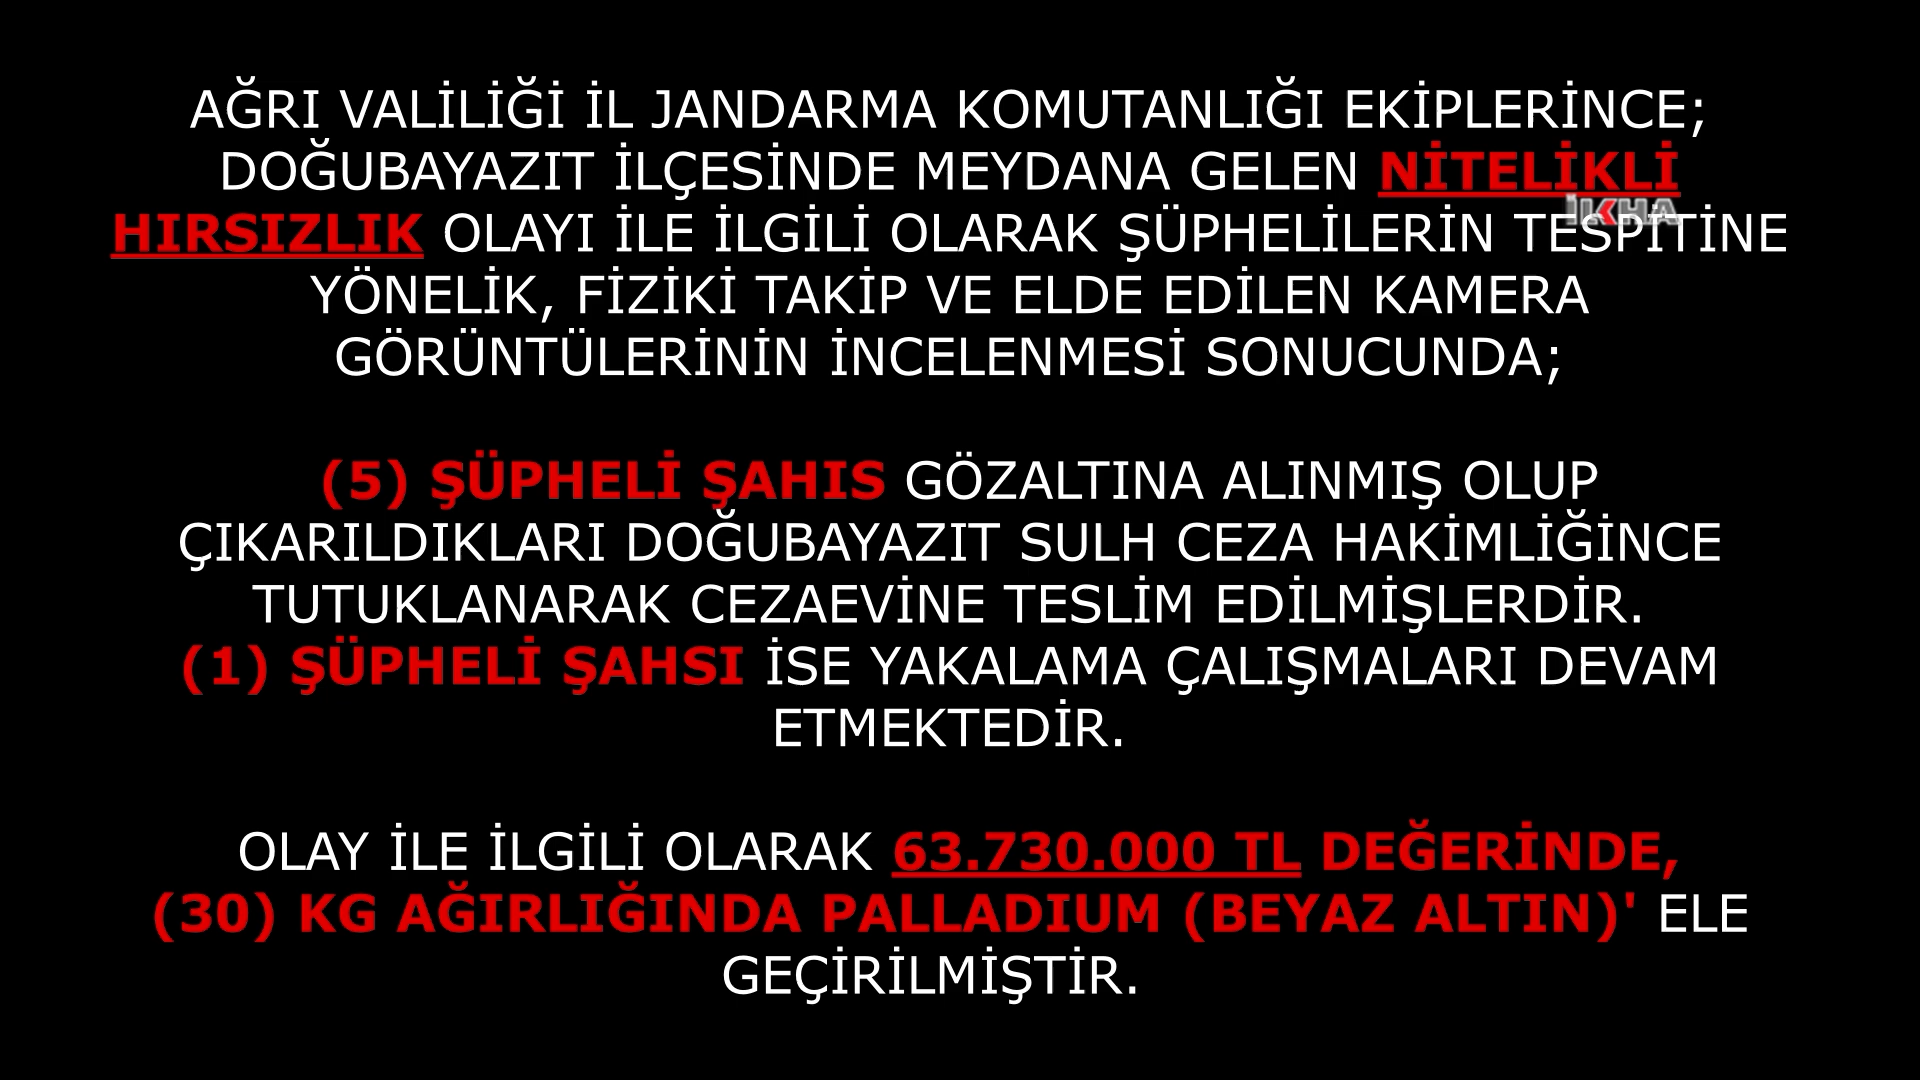 AĞRI VALİLİĞİ İL JANDARMA KOMUTANLIĞI EKİPLERİNCE;
DOĞUBAYAZIT İLÇESİNDE MEYDANA GELEN NİTELİKLİ
İLKHA
HIRSIZLIK OLAYI İLE İLGİLİ OLARAK ŞÜPHELİLERİN TESPİTİNE
YÖNELİK, FİZİKİ TAKİP VE ELDE EDİLEN KAMERA
GÖRÜNTÜLERİNİN İNCELENMESİ SONUCUNDA;
(5) ŞÜPHELİ ŞAHIS GÖZALTINA ALINMIŞ OLUP
ÇIKARILDIKLARI DOĞUBAYAZIT SULH CEZA HAKİMLİĞİNCE
TUTUKLANARAK CEZAEVİNE TESLİM EDİLMİŞLERDİR.
(1) ŞÜPHELİ ŞAHSI İSE YAKALAMA ÇALIŞMALARI DEVAM
ETMEKTEDİR.
OLAY İLE İLGİLİ OLARAK 63.730.000 TL DEĞERİNDE,
(30) KG AĞIRLIĞINDA PALLADIUM (BEYAZ ALTIN)' ELE
GEÇİRİLMİŞTİR.